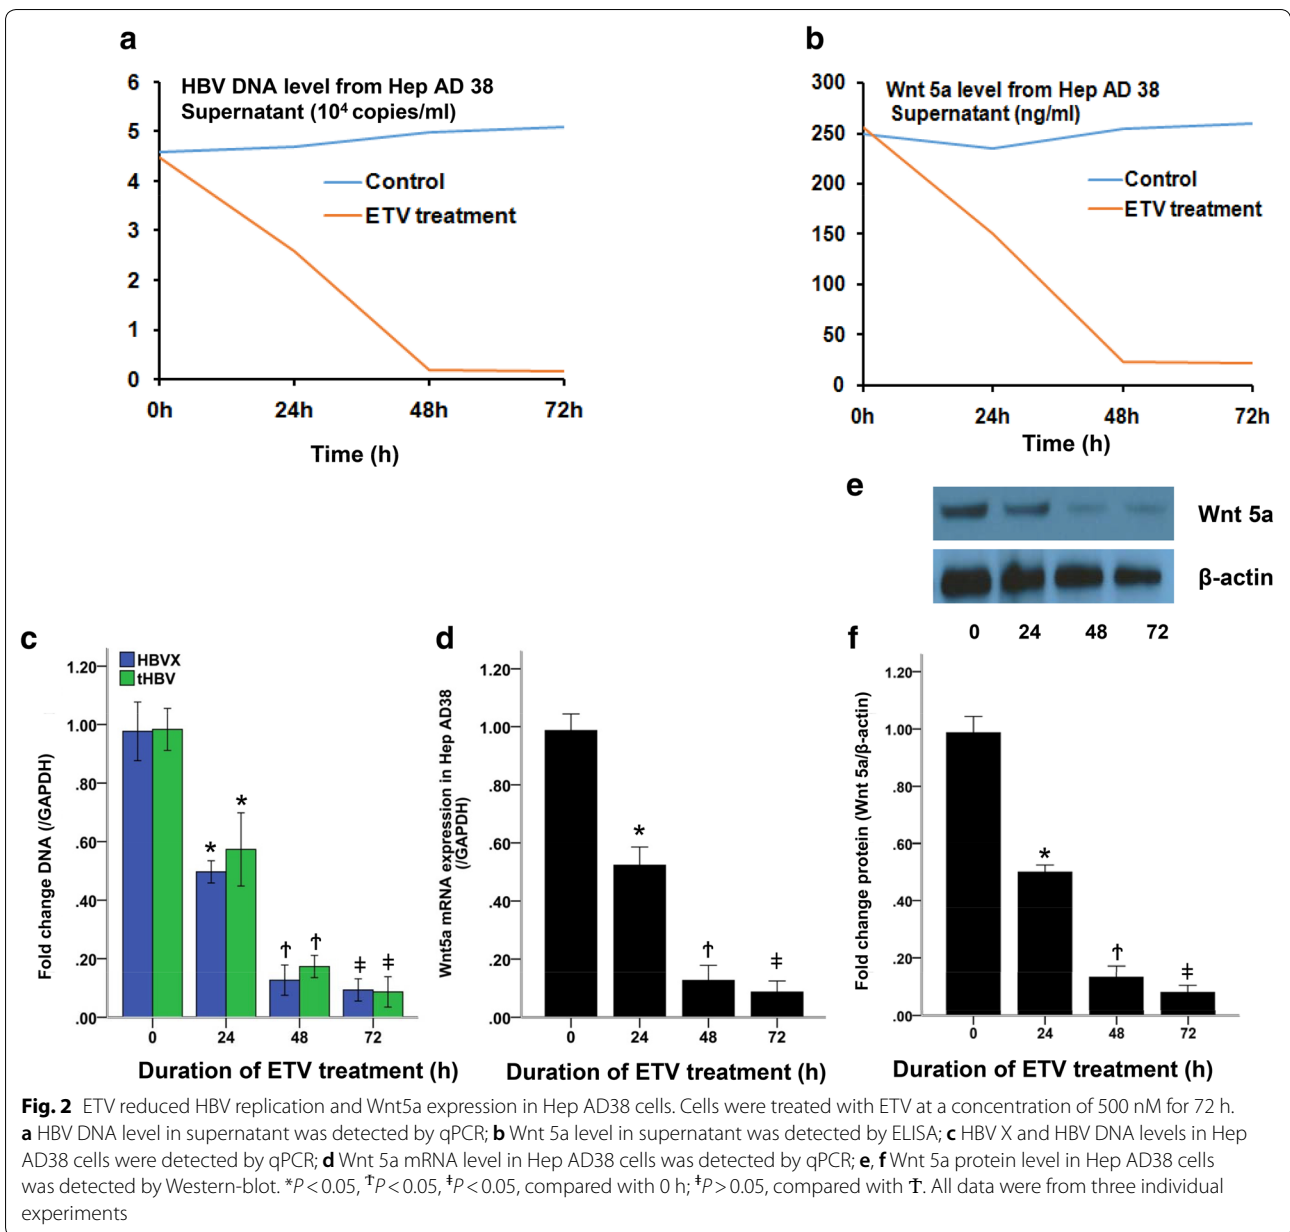 a
HBV DNA level from Hep AD 38
Supernatant (10⁴ copies/ml)
6
5
4
3
2
1
0
Control
ETV treatment
0h 24h 48h 72h
Time (h)
b
Wnt 5a level from Hep AD 38
Supernatant (ng/ml)
300
250
200
150
100
50
0
Control
ETV treatment
0h 24h 48h 72h
Time (h)
e
Wnt 5a
β-actin
0 24 48 72
c
HBVX
tHBV
Fold change DNA (/GAPDH)
1.20
1.00
.80
.60
.40
.20
.00
* *
Ϯ Ϯ
ǂ ǂ
0 24 48 72
Duration of ETV treatment (h)
d
Wnt5a mRNA expression in Hep AD38
(/GAPDH)
1.20
1.00
.80
.60
.40
.20
.00
*
Ϯ
ǂ
0 24 48 72
Duration of ETV treatment (h)
f
Fold change protein (Wnt 5a/β-actin)
1.20
1.00
.80
.60
.40
.20
.00
*
Ϯ
ǂ
0 24 48 72
Duration of ETV treatment (h)
Fig. 2 ETV reduced HBV replication and Wnt5a expression in Hep AD38 cells. Cells were treated with ETV at a concentration of 500 nM for 72 h.
a HBV DNA level in supernatant was detected by qPCR; b Wnt 5a level in supernatant was detected by ELISA; c HBV X and HBV DNA levels in Hep
AD38 cells were detected by qPCR; d Wnt 5a mRNA level in Hep AD38 cells was detected by qPCR; e, f Wnt 5a protein level in Hep AD38 cells
was detected by Western-blot. *P < 0.05, ϮP < 0.05, ǂP < 0.05, compared with 0 h; ǂP > 0.05, compared with Ϯ. All data were from three individual
experiments